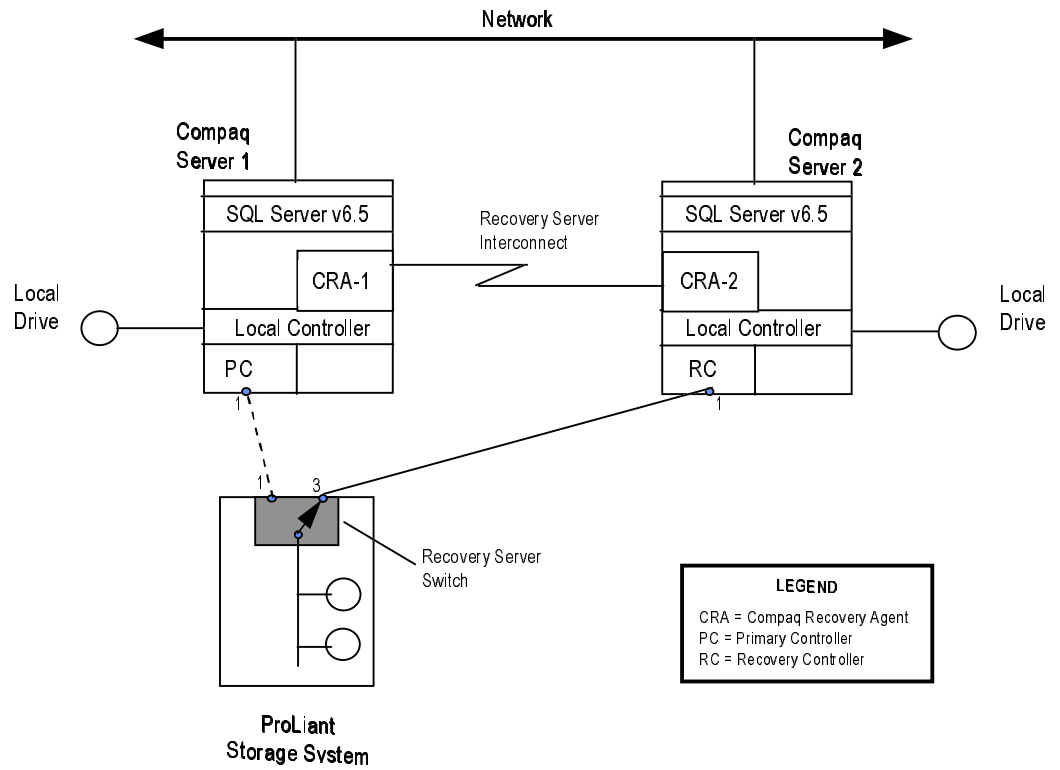 Network
Compaq
Server 1
Compaq
Server 2
SQL Server v6.5
Recovery Server
Interconnect
SQL Server v6.5
CRA-1
CRA-2
Local
Drive
Local Controller
Local Controller
Local
Drive
PC
RC
1
1
1
3
Recovery Server
Switch
LEGEND
CRA = Compaq Recovery Agent
PC = Primary Controller
RC = Recovery Controller
ProLiant
Storage System